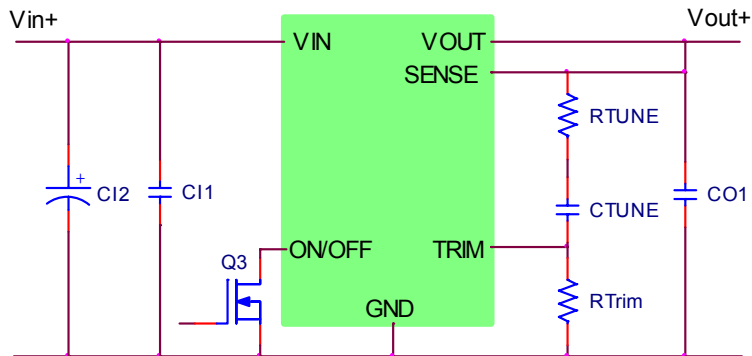 Vin+
Vout+
VIN
VOUT
SENSE
RTUNE
+
CI2
CI1
CTUNE
CO1
ON/OFF
TRIM
Q3
RTrim
GND